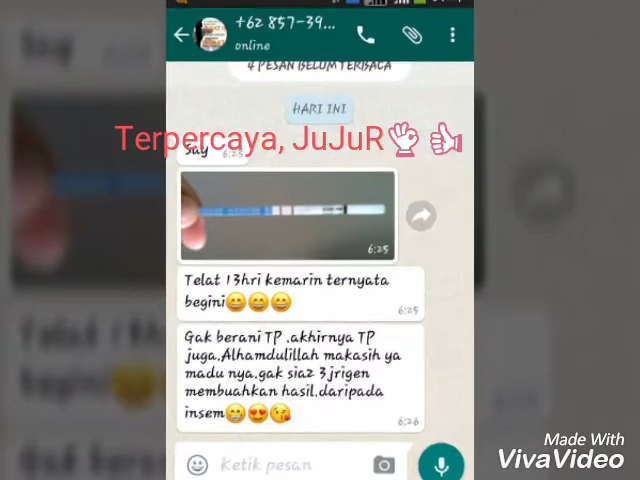 +62 857-39...
online
4 PESAN BELUM TERBACA
HARI INI
Terpercaya, JuJuR👌👍
Say
6:25
6:25
Telat 13hri kemarin ternyata
begini😁😁😁
6:25
Gak berani TP .akhirnya TP
juga.Alhamdulillah makasih ya
madu nya,gak sia2 3jrigen
membuahkan hasil.daripada
insem😁😍😘
6:26
Ketik pesan
Made With
VivaVideo